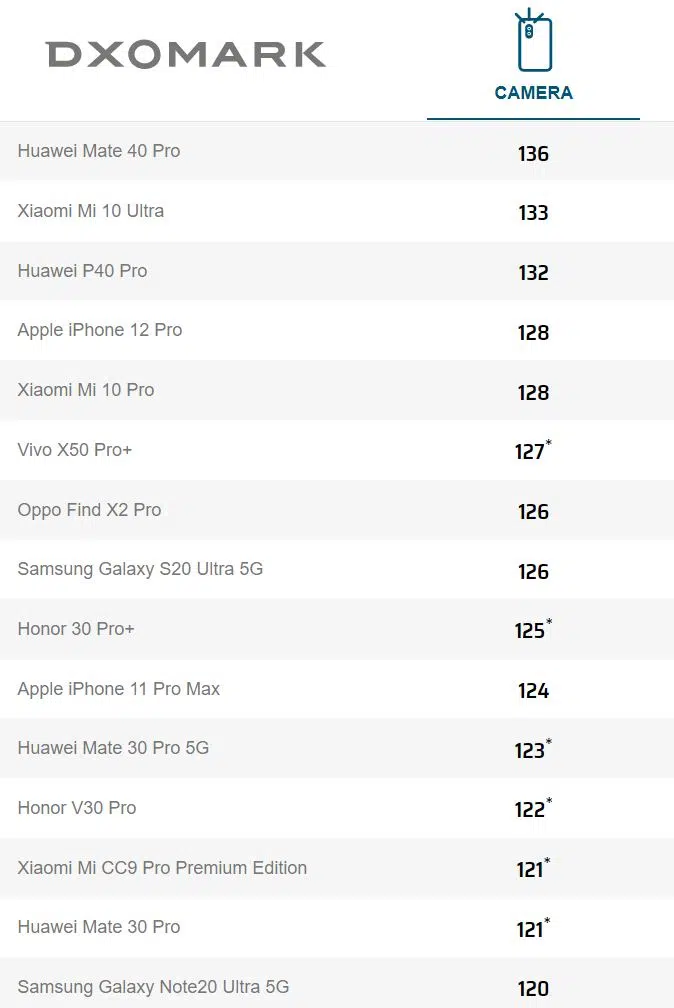 DXOMARK
CAMERA
Huawei Mate 40 Pro 136
Xiaomi Mi 10 Ultra 133
Huawei P40 Pro 132
Apple iPhone 12 Pro 128
Xiaomi Mi 10 Pro 128
Vivo X50 Pro+ 127*
Oppo Find X2 Pro 126
Samsung Galaxy S20 Ultra 5G 126
Honor 30 Pro+ 125*
Apple iPhone 11 Pro Max 124
Huawei Mate 30 Pro 5G 123*
Honor V30 Pro 122*
Xiaomi Mi CC9 Pro Premium Edition 121*
Huawei Mate 30 Pro 121*
Samsung Galaxy Note20 Ultra 5G 120